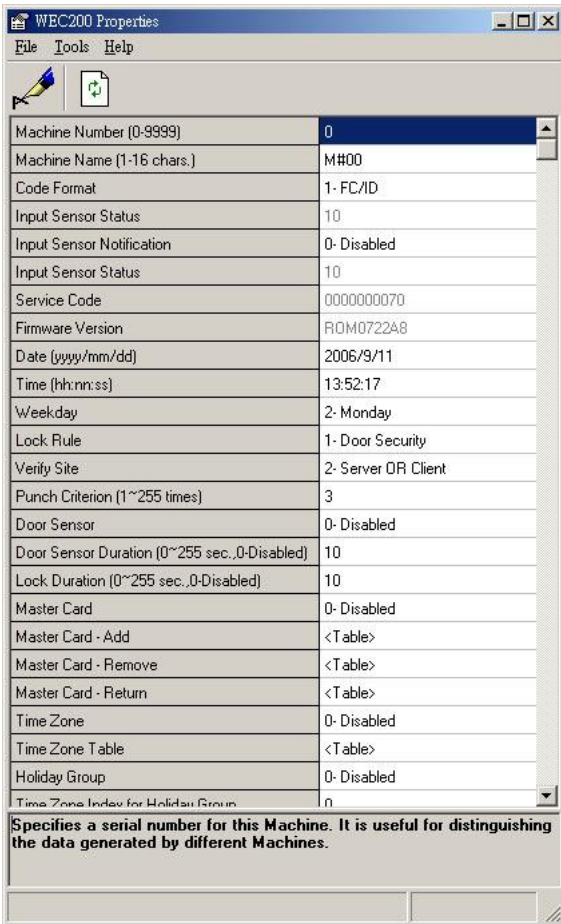 WEC200 Properties
File Tools Help
Machine Number (0-9999) 0
Machine Name (1-16 chars.) M#00
Code Format 1- FC/ID
Input Sensor Status 10
Input Sensor Notification 0- Disabled
Input Sensor Status 10
Service Code 0000000070
Firmware Version ROM0722A8
Date (yyyy/mm/dd) 2006/9/11
Time (hh:nn:ss) 13:52:17
Weekday 2- Monday
Lock Rule 1- Door Security
Verify Site 2- Server OR Client
Punch Criterion (1~255 times) 3
Door Sensor 0- Disabled
Door Sensor Duration (0~255 sec.,0-Disabled) 10
Lock Duration (0~255 sec.,0-Disabled) 10
Master Card 0- Disabled
Master Card - Add <Table>
Master Card - Remove <Table>
Master Card - Return <Table>
Time Zone 0- Disabled
Time Zone Table <Table>
Holiday Group 0- Disabled
Time Zone Index for Holiday Group 0
Specifies a serial number for this Machine. It is useful for distinguishing
the data generated by different Machines.